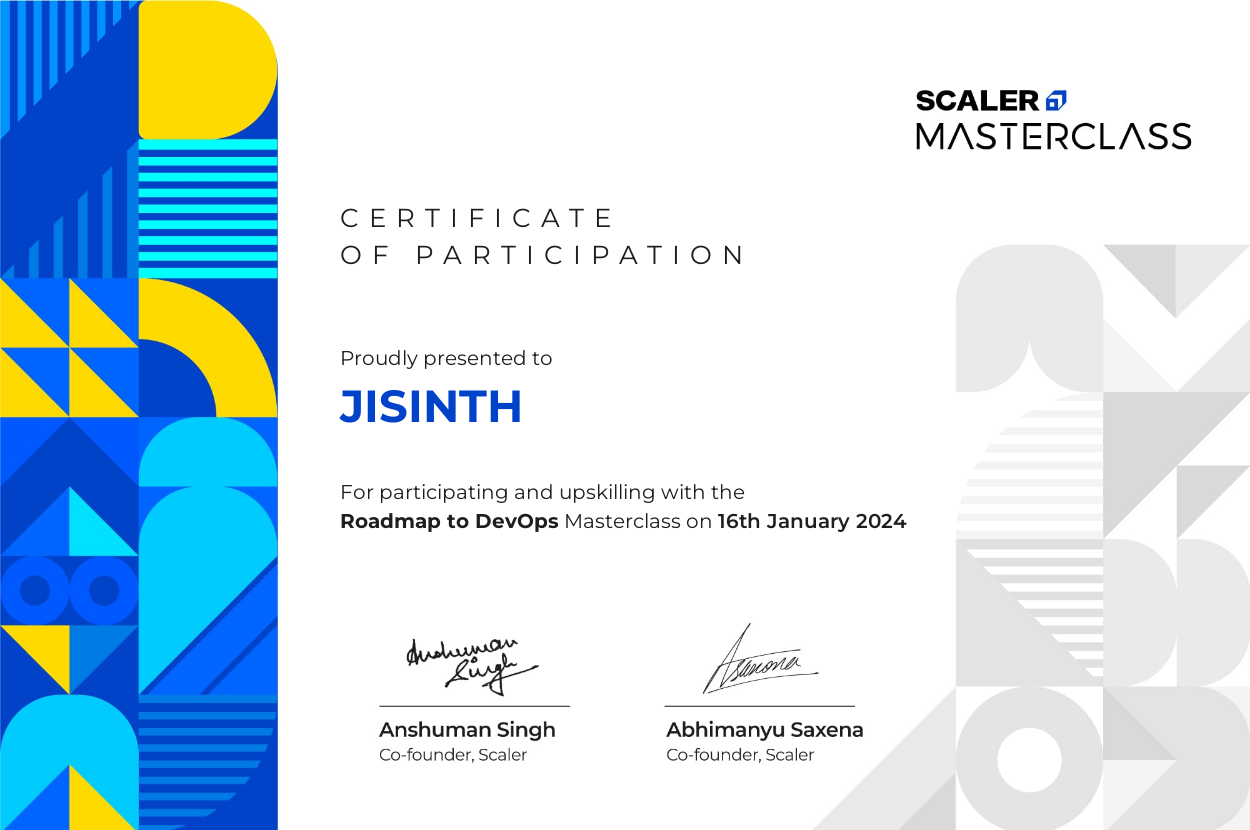 SCALER
MASTERCLASS
CERTIFICATE
OF PARTICIPATION
Proudly presented to
JISINTH
For participating and upskilling with the
Roadmap to DevOps Masterclass on 16th January 2024
Anshuman
Singh
Asaxena
Anshuman Singh
Co-founder, Scaler
Abhimanyu Saxena
Co-founder, Scaler